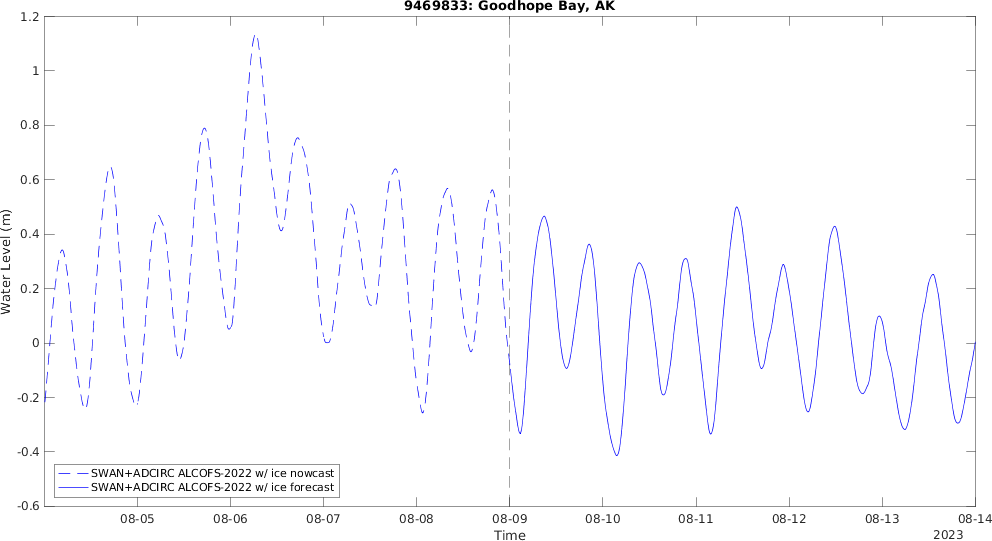 9469833: Goodhope Bay, AK
Water Level (m)
1.2
1
0.8
0.6
0.4
0.2
0
-0.2
-0.4
-0.6
SWAN+ADCIRC ALCOFS-2022 w/ ice nowcast
SWAN+ADCIRC ALCOFS-2022 w/ ice forecast
08-05 08-06 08-07 08-08 08-09 08-10 08-11 08-12 08-13 08-14
Time
2023